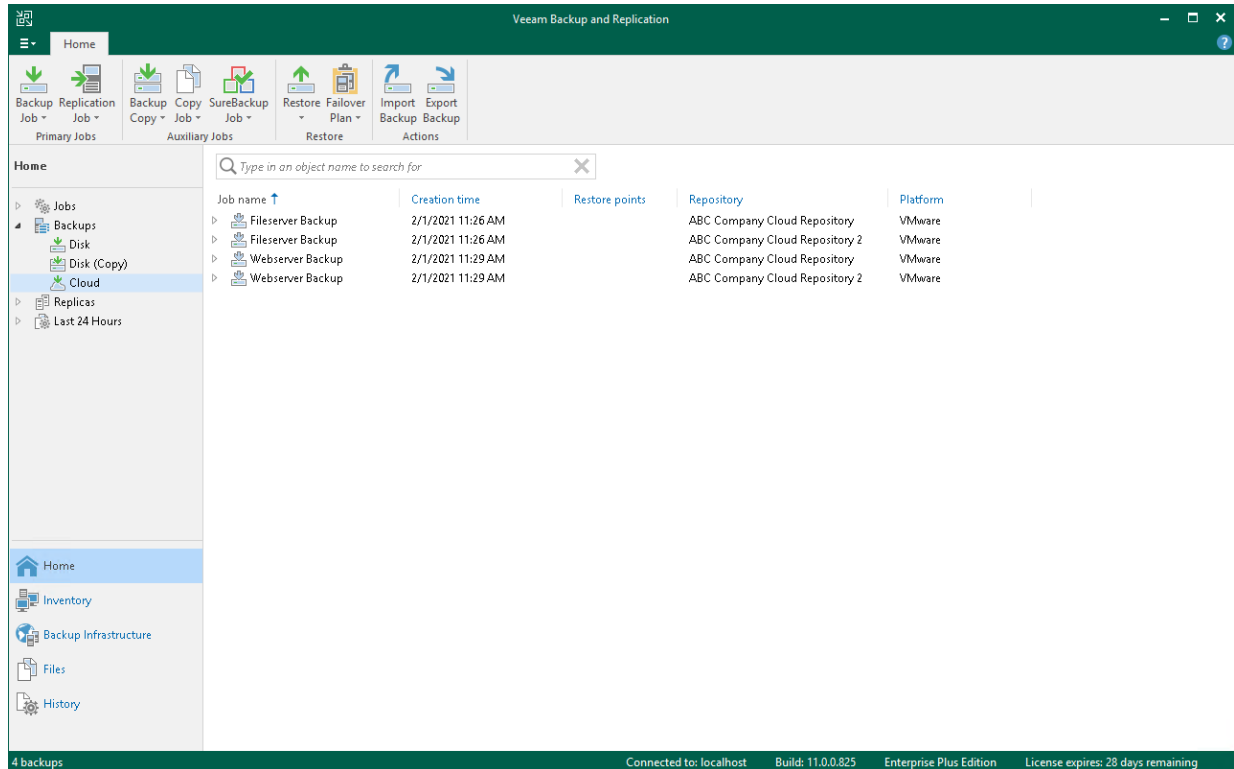 Veeam Backup and Replication
Home
Backup Job
Replication Job
Backup Copy
Copy Job
SureBackup Job
Restore
Failover Plan
Import Backup
Export Backup
Primary Jobs
Auxiliary Jobs
Restore
Actions
Home
Type in an object name to search for
Jobs
Backups
Disk
Disk (Copy)
Cloud
Replicas
Last 24 Hours
Job name Creation time Restore points Repository Platform
Fileserver Backup 2/1/2021 11:26 AM ABC Company Cloud Repository VMware
Fileserver Backup 2/1/2021 11:26 AM ABC Company Cloud Repository 2 VMware
Webserver Backup 2/1/2021 11:29 AM ABC Company Cloud Repository VMware
Webserver Backup 2/1/2021 11:29 AM ABC Company Cloud Repository 2 VMware
Home
Inventory
Backup Infrastructure
Files
History
4 backups Connected to: localhost Build: 11.0.0.825 Enterprise Plus Edition License expires: 28 days remaining